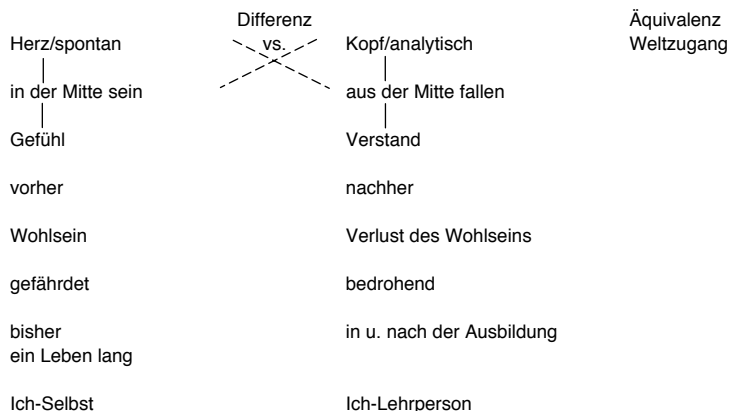 Differenz Äquivalenz
Herz/spontan vs. Kopf/analytisch Weltzugang
in der Mitte sein aus der Mitte fallen
Gefühl Verstand
vorher nachher
Wohlsein Verlust des Wohlseins
gefährdet bedrohend
bisher in u. nach der Ausbildung
ein Leben lang
Ich-Selbst Ich-Lehrperson